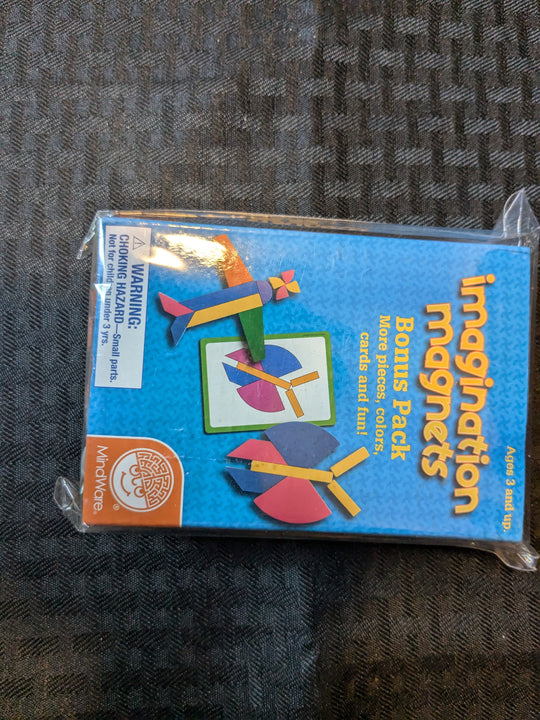 Ages 3 and up.
imagination
magnets
Bonus Pack
More pieces, colors,
cards and fun!
⚠ WARNING:
CHOKING HAZARD—Small parts.
Not for children under 3 yrs.
MindWare®